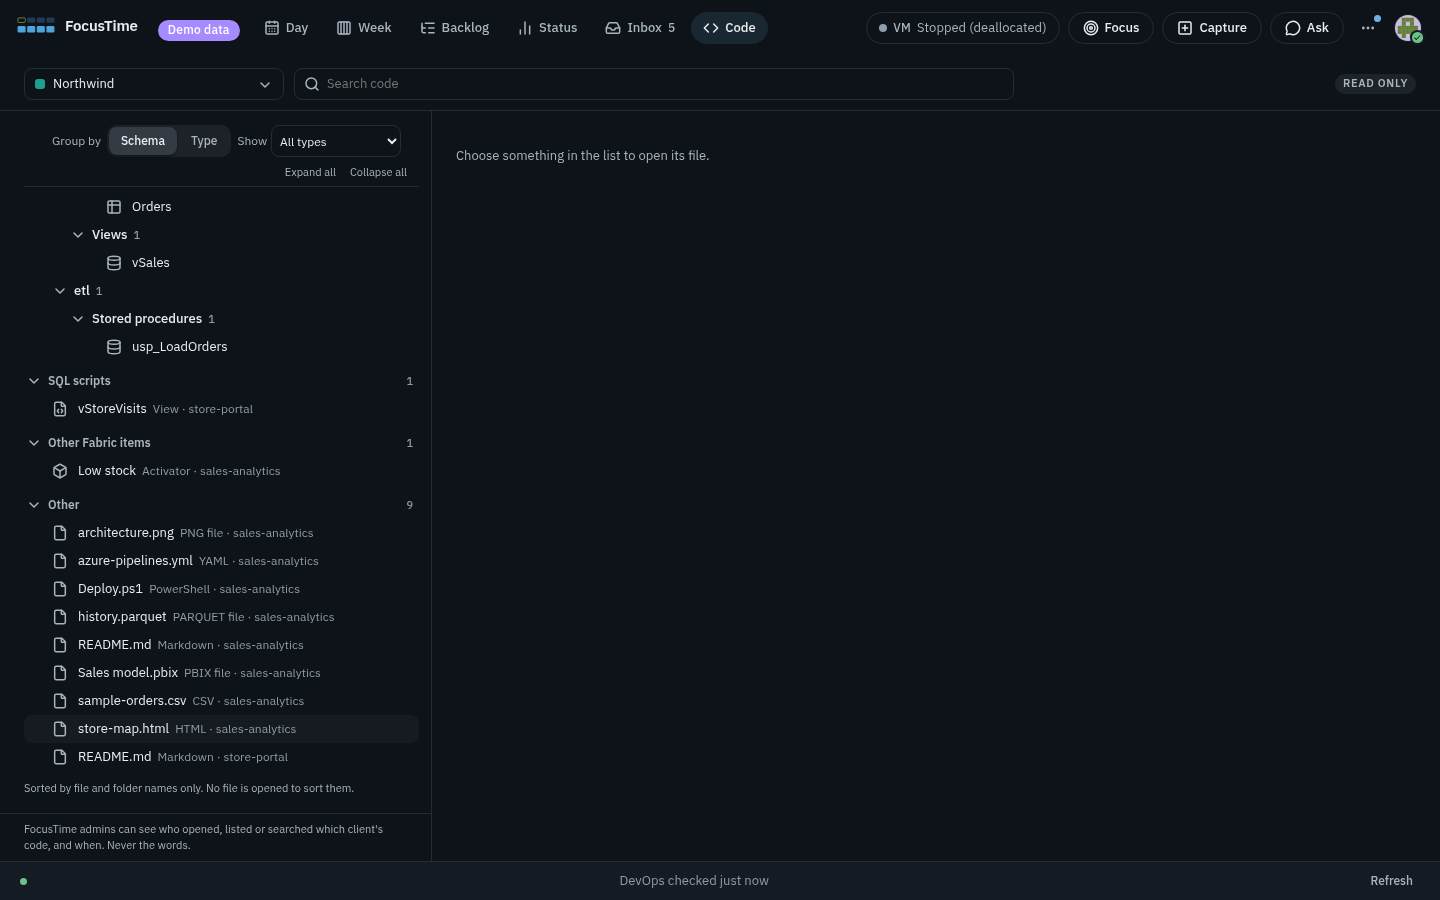 FocusTime
Demo data
Day
Week
Backlog
Status
Inbox 5
Code
VM Stopped (deallocated)
Focus
Capture
Ask
Northwind
Search code
READ ONLY
Group by
Schema
Type
Show
All types
Expand all
Collapse all
Choose something in the list to open its file.
Orders
Views 1
vSales
etl 1
Stored procedures 1
usp_LoadOrders
SQL scripts 1
vStoreVisits View · store-portal
Other Fabric items 1
Low stock Activator · sales-analytics
Other 9
architecture.png PNG file · sales-analytics
azure-pipelines.yml YAML · sales-analytics
Deploy.ps1 PowerShell · sales-analytics
history.parquet PARQUET file · sales-analytics
README.md Markdown · sales-analytics
Sales model.pbix PBIX file · sales-analytics
sample-orders.csv CSV · sales-analytics
store-map.html HTML · sales-analytics
README.md Markdown · store-portal
Sorted by file and folder names only. No file is opened to sort them.
FocusTime admins can see who opened, listed or searched which client's
code, and when. Never the words.
DevOps checked just now
Refresh